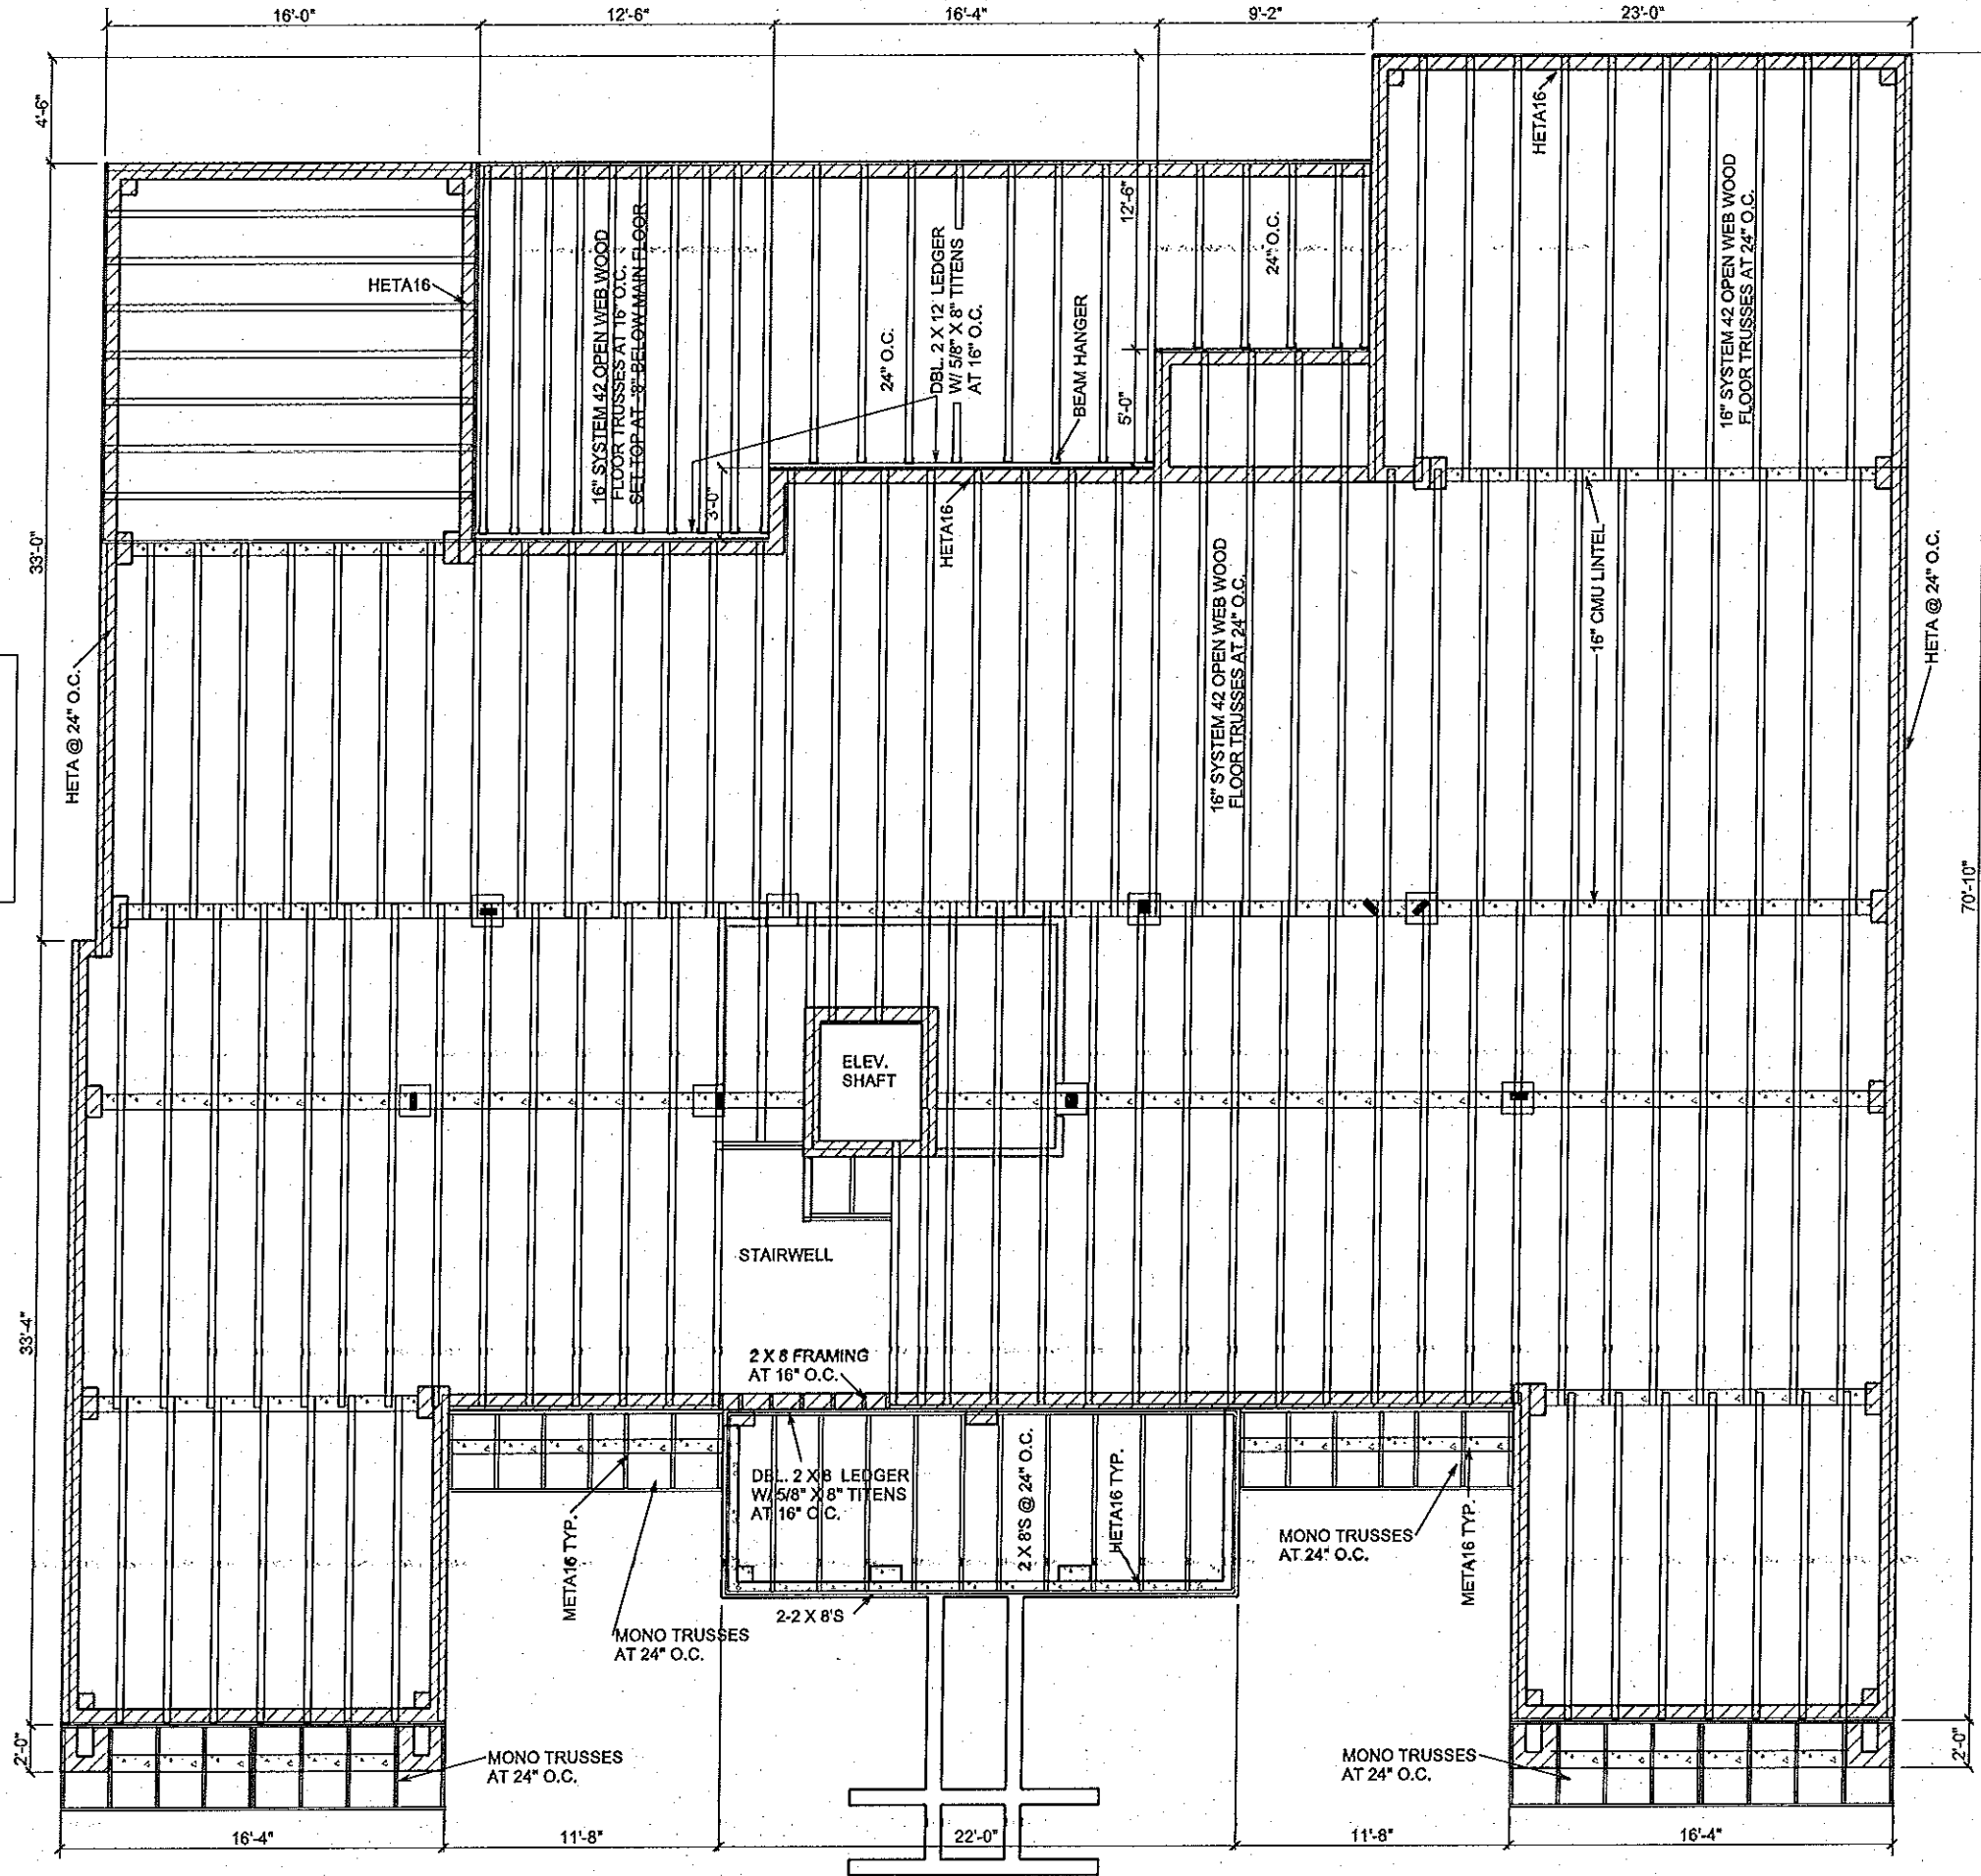 16'-0"
12'-6"
16'-4"
9'-2"
23'-0"
4'-6"
33'-0"
33'-4"
2'-0"
HETA16
HETA @ 24" O.C.
16" SYSTEM 42 OPEN WEB WOOD
FLOOR TRUSSES AT 16" O.C.
SET TOP AT -8" BELOW MAIN FLOOR
3'-0"
24" O.C.
DBL. 2 X 12 LEDGER
W/ 5/8" X 8" TITENS
AT 16" O.C.
BEAM HANGER
12'-6"
5'-0"
24" O.C.
HETA16
16" SYSTEM 42 OPEN WEB WOOD
FLOOR TRUSSES AT 24" O.C.
HETA16
16" SYSTEM 42 OPEN WEB WOOD
FLOOR TRUSSES AT 24" O.C.
16" CMU LINTEL
HETA @ 24" O.C.
70'-10"
2'-0"
ELEV.
SHAFT
STAIRWELL
2 X 8 FRAMING
AT 16" O.C.
DBL. 2 X 8 LEDGER
W/ 5/8" X 8" TITENS
AT 16" O.C.
2 X 8'S @ 24" O.C.
HETA16 TYP.
META16 TYP.
MONO TRUSSES
AT 24" O.C.
2-2 X 8'S
MONO TRUSSES
AT 24" O.C.
META16 TYP.
MONO TRUSSES
AT 24" O.C.
MONO TRUSSES
AT 24" O.C.
16'-4"
11'-8"
22'-0"
11'-8"
16'-4"